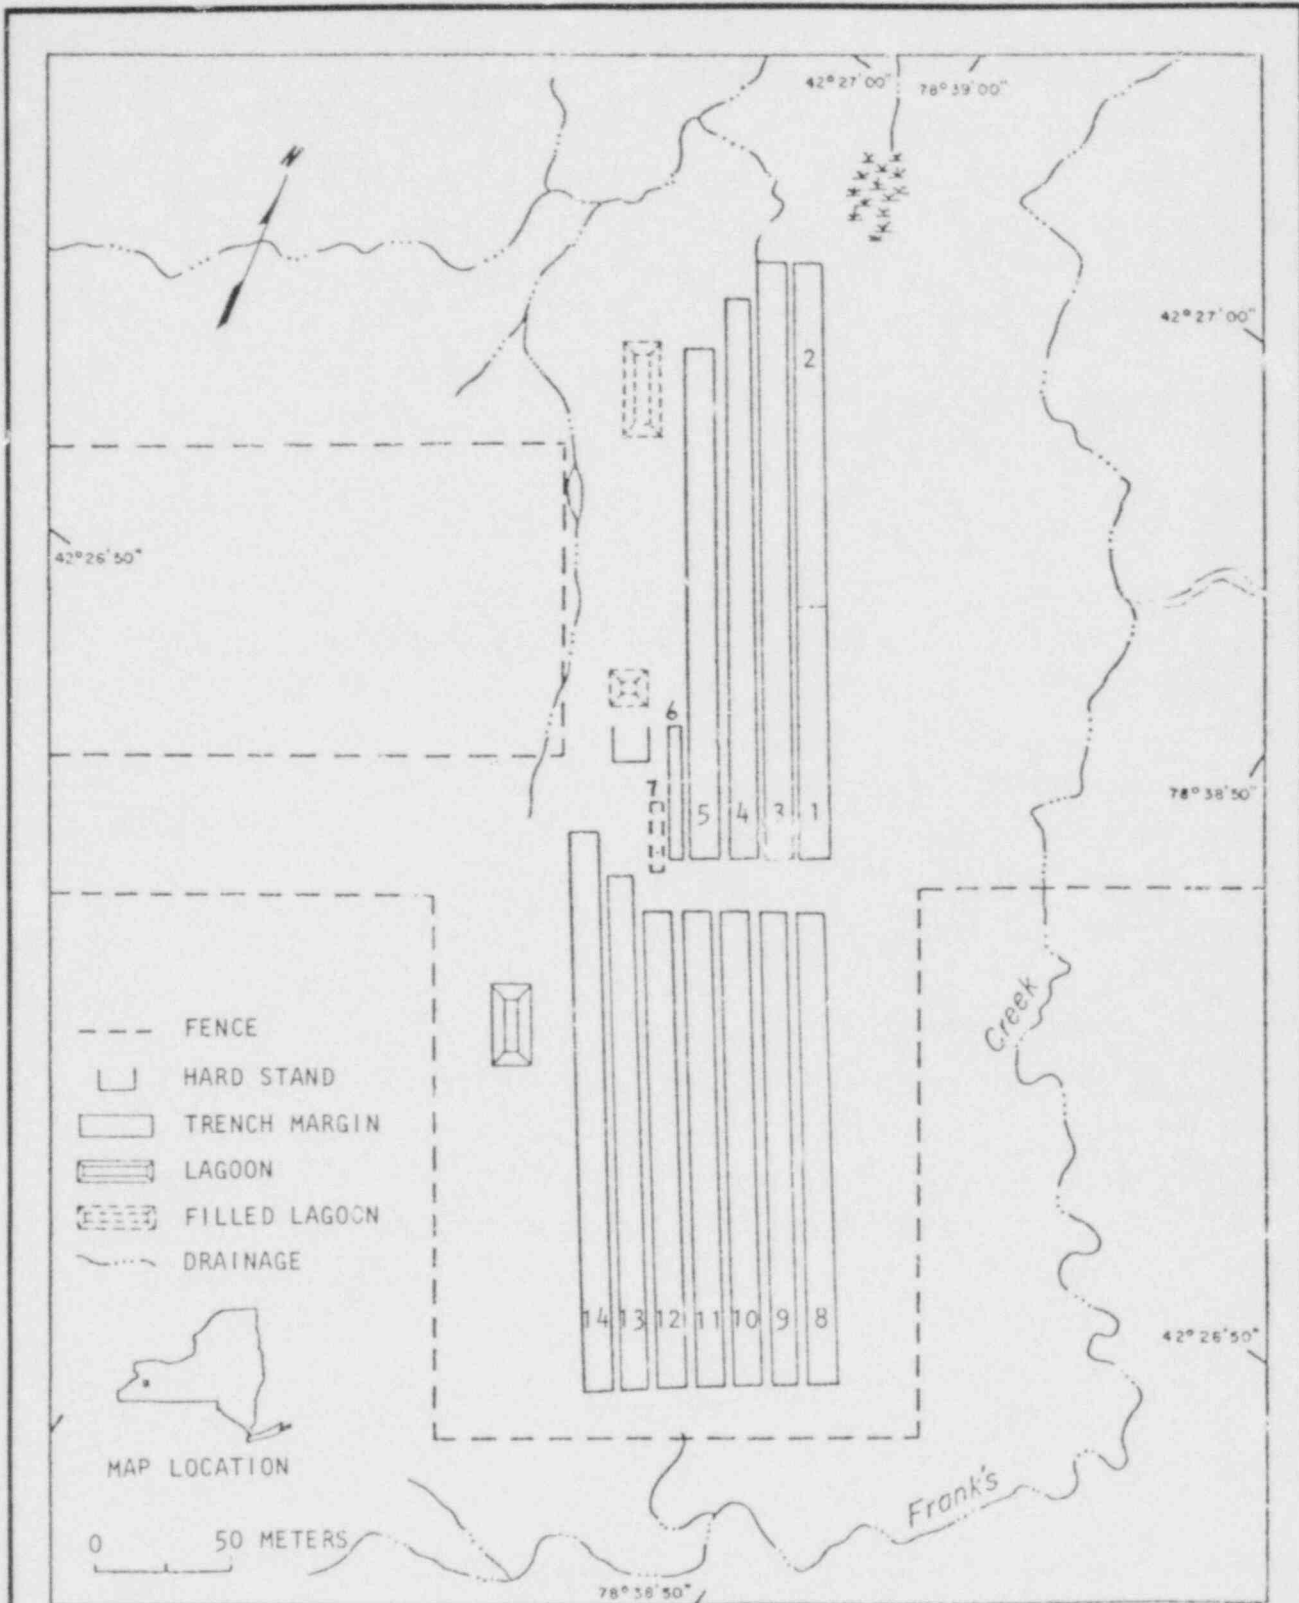 42°27'00" 78°39'00"
N
42°27'00"
2
42°26'50"
6
7
78°38'50"
5 4 3 1
Creek
FENCE
HARD STAND
TRENCH MARGIN
LAGOON
FILLED LAGOON
DRAINAGE
14 13 12 11 10 9 8
42°26'50"
MAP LOCATION
Frank's
0 50 METERS
78°38'50"